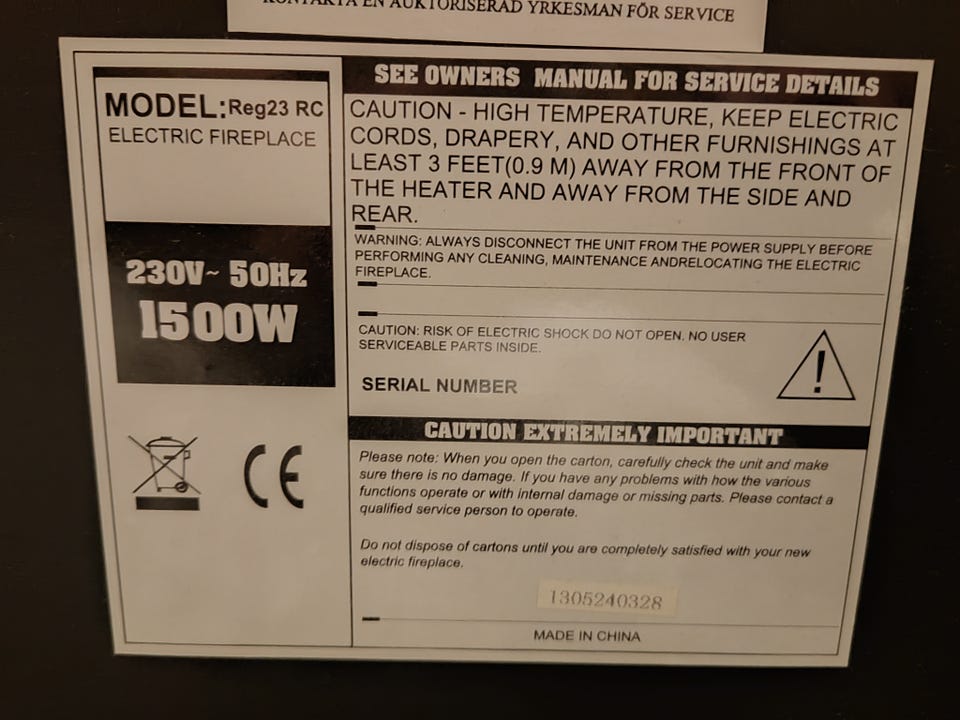 KONTAKTA EN AUKTORISERAD YRKESMAN FÖR SERVICE
MODEL:Reg23 RC
ELECTRIC FIREPLACE
230V~ 50Hz
1500W
CE
SEE OWNERS MANUAL FOR SERVICE DETAILS
CAUTION - HIGH TEMPERATURE, KEEP ELECTRIC
CORDS, DRAPERY, AND OTHER FURNISHINGS AT
LEAST 3 FEET(0.9 M) AWAY FROM THE FRONT OF
THE HEATER AND AWAY FROM THE SIDE AND
REAR.
WARNING: ALWAYS DISCONNECT THE UNIT FROM THE POWER SUPPLY BEFORE
PERFORMING ANY CLEANING, MAINTENANCE ANDRELOCATING THE ELECTRIC
FIREPLACE.
CAUTION: RISK OF ELECTRIC SHOCK DO NOT OPEN. NO USER
SERVICEABLE PARTS INSIDE.
!
SERIAL NUMBER
CAUTION EXTREMELY IMPORTANT
Please note: When you open the carton, carefully check the unit and make
sure there is no damage. If you have any problems with how the various
functions operate or with internal damage or missing parts. Please contact a
qualified service person to operate.
Do not dispose of cartons until you are completely satisfied with your new
electric fireplace.
1305240328
MADE IN CHINA